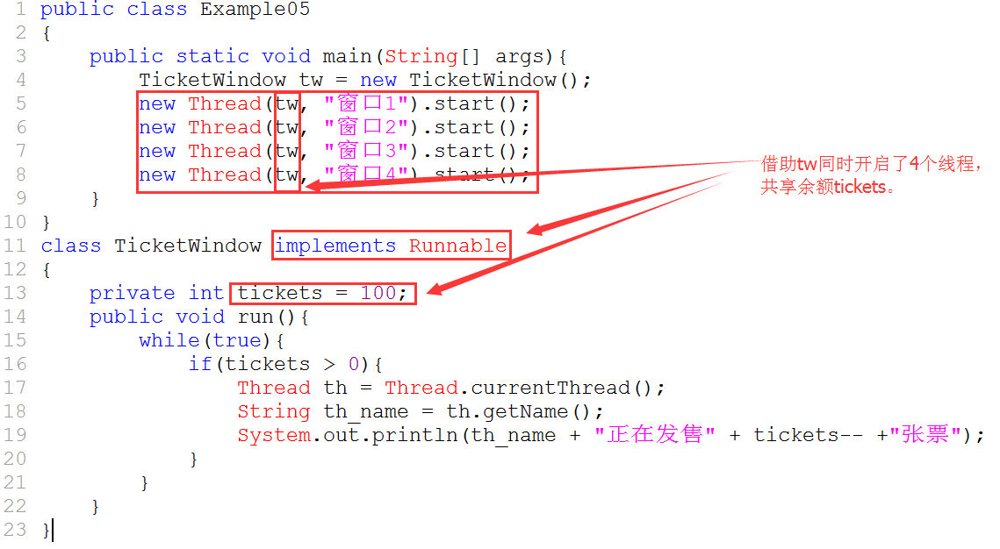 1 public class Example05
2 {
3     public static void main(String[] args){
4         TicketWindow tw = new TicketWindow();
5         new Thread(tw, "窗口1").start();
6         new Thread(tw, "窗口2").start();
7         new Thread(tw, "窗口3").start();
8         new Thread(tw, "窗口4").start();
借助tw同时开启了4个线程，
共享余额tickets。
9     }
10 }
11 class TicketWindow implements Runnable
12 {
13     private int tickets = 100;
14     public void run(){
15         while(true){
16             if(tickets > 0){
17                 Thread th = Thread.currentThread();
18                 String th_name = th.getName();
19                 System.out.println(th_name + "正在发售" + tickets-- +"张票");
20             }
21         }
22     }
23 }